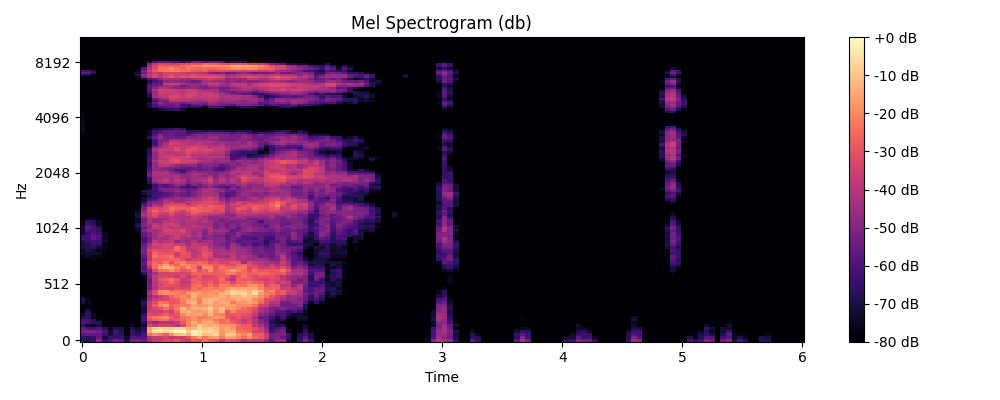 Mel Spectrogram (db)
8192
4096
2048
1024
512
0
Hz
0 1 2 3 4 5 6
Time
+0 dB
-10 dB
-20 dB
-30 dB
-40 dB
-50 dB
-60 dB
-70 dB
-80 dB